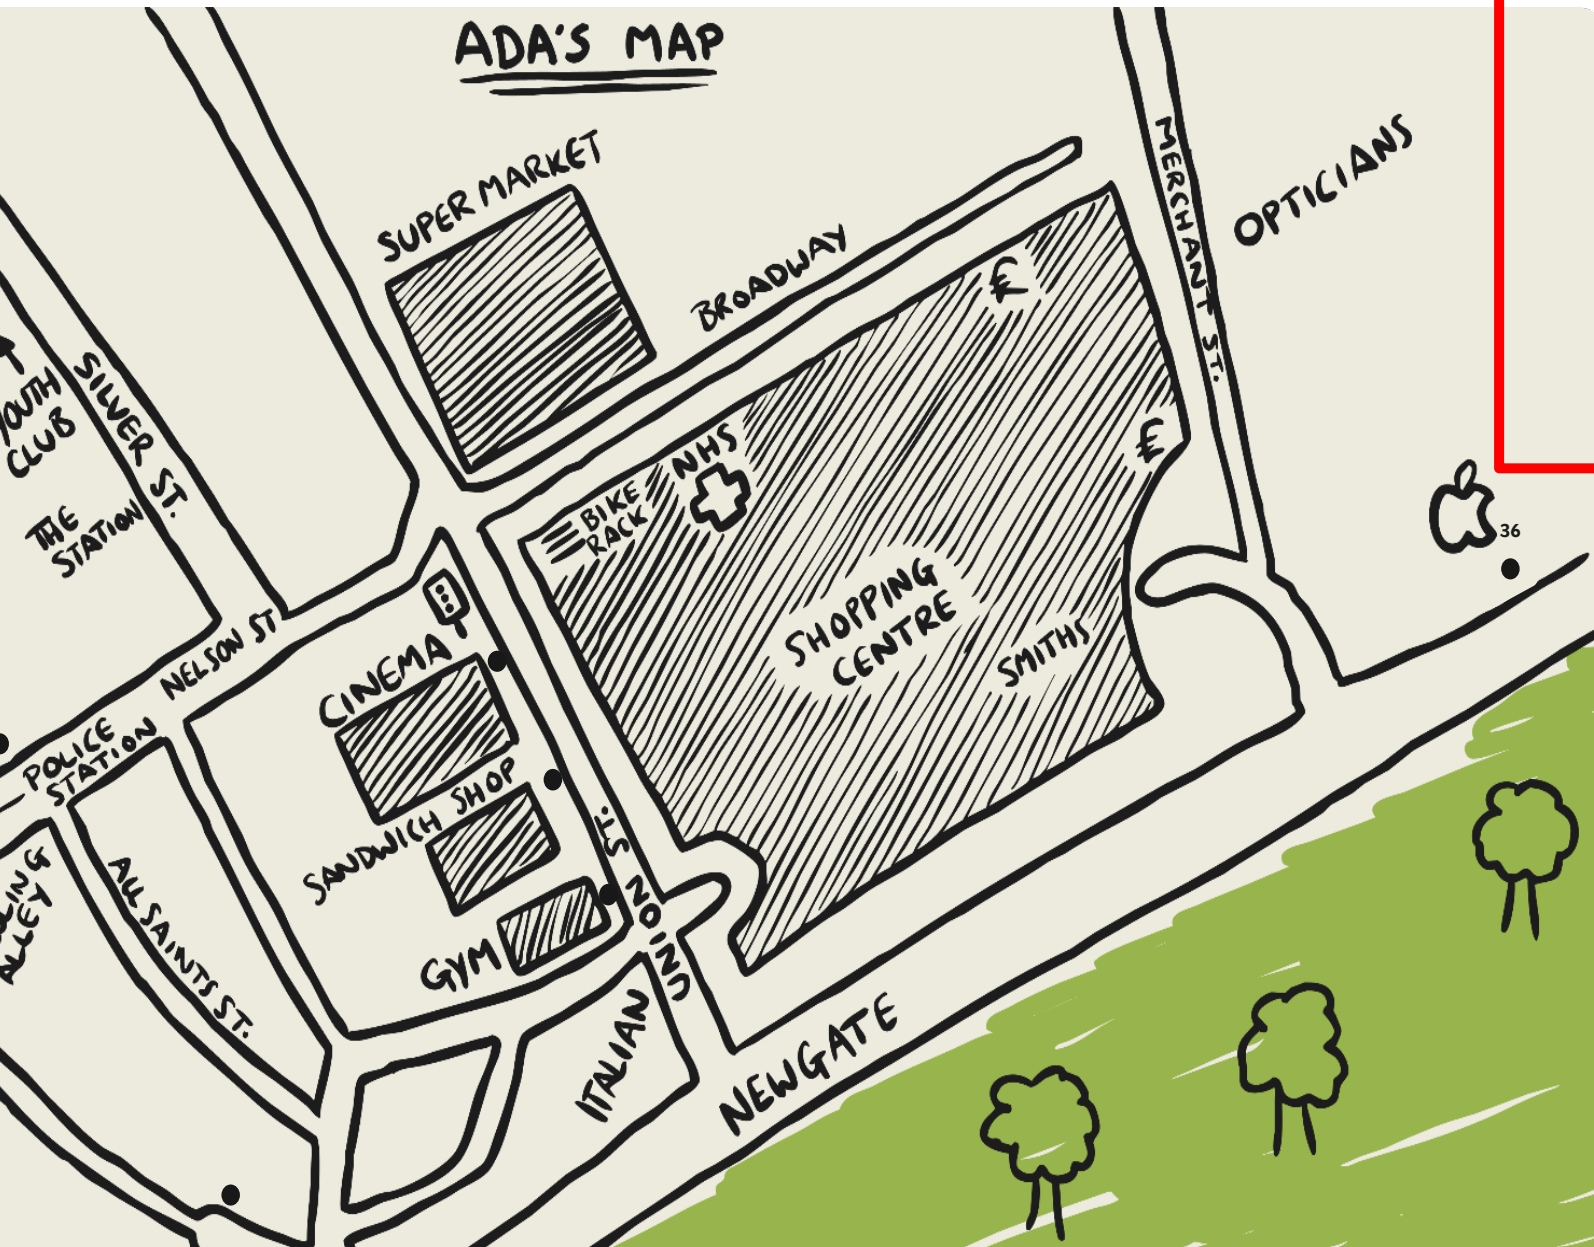 ADA'S MAP
SUPER MARKET
MERCHANT ST.
OPTICIANS
BROADWAY
£
£
SILVER ST.
CLUB
THE
STATION
NHS
BIKE
RACK
36
SHOPPING
CENTRE
SMITHS
NELSON ST
CINEMA
POLICE
STATION
SANDWICH SHOP
UNION ST.
ALL SAINTS ST.
ALLEY
GYM
ITALIAN
NEWGATE